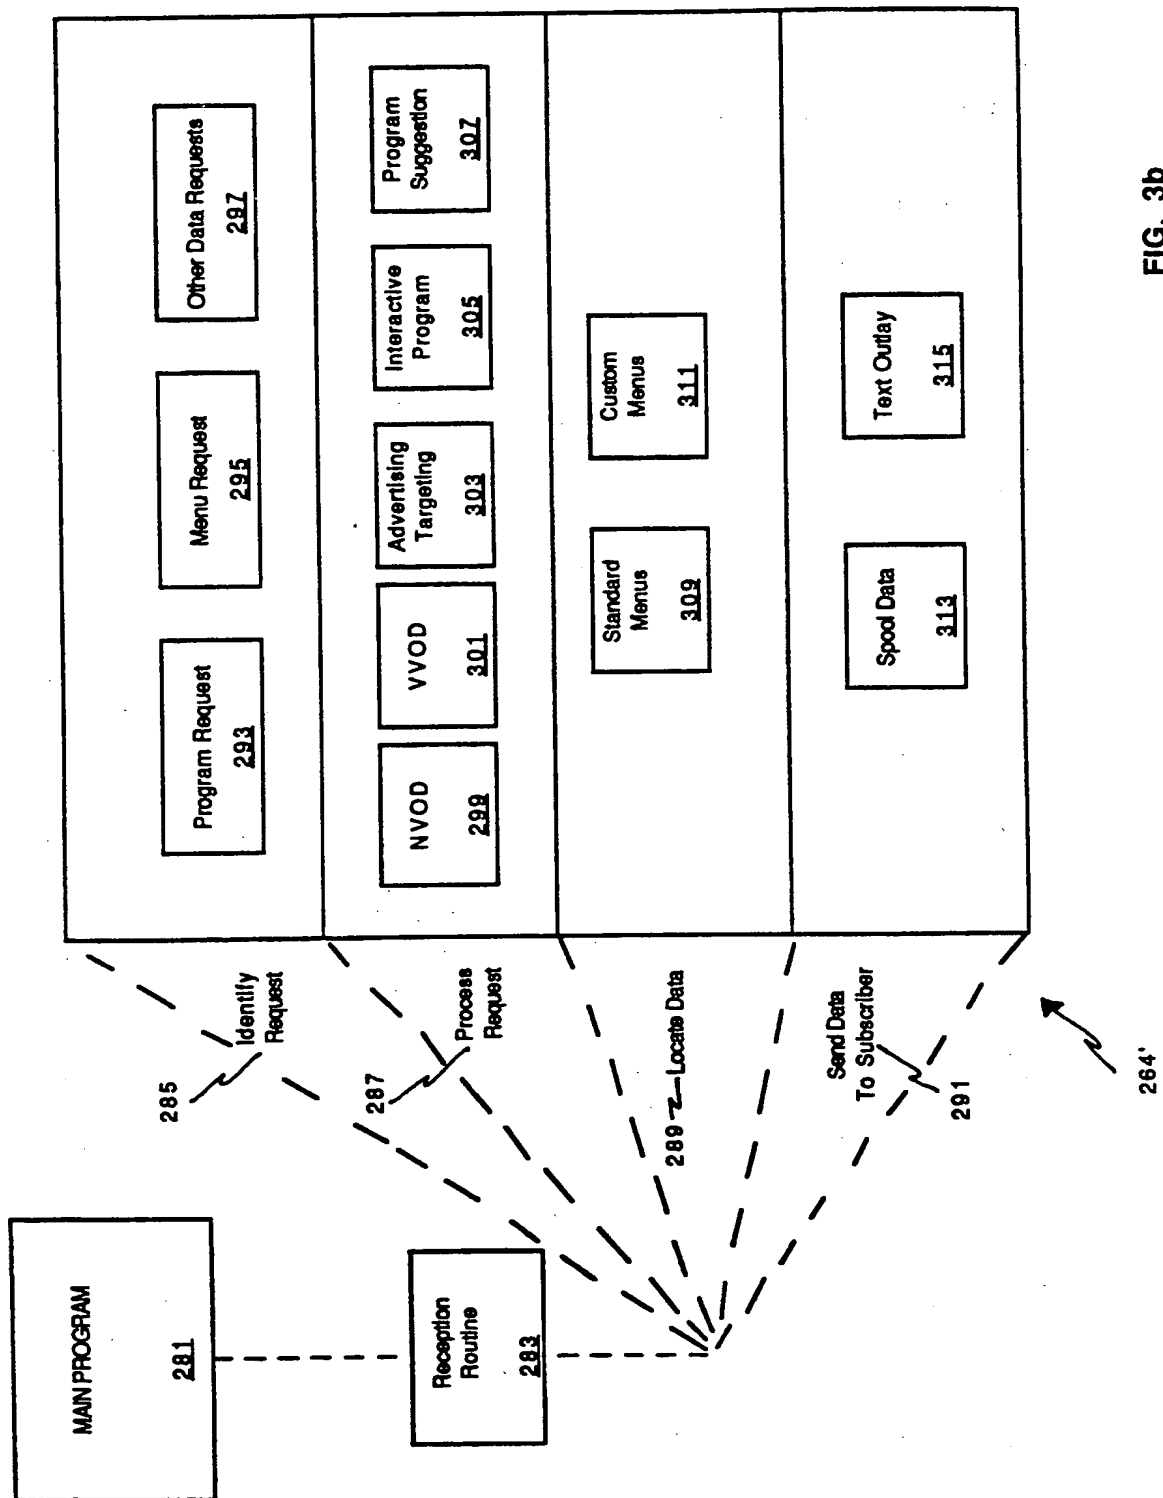 MAIN PROGRAM
281
Reception
Routine
283
285
Identify
Request
287
Process
Request
289
Locate Data
Send Data
To Subscriber
291
264'
Program Request
293
Menu Request
295
Other Data Requests
297
NVOD
299
VVOD
301
Advertising
Targeting
303
Interactive
Program
305
Program
Suggestion
307
Standard
Menus
309
Custom
Menus
311
Spool Data
313
Text Outlay
315
FIG. 3b